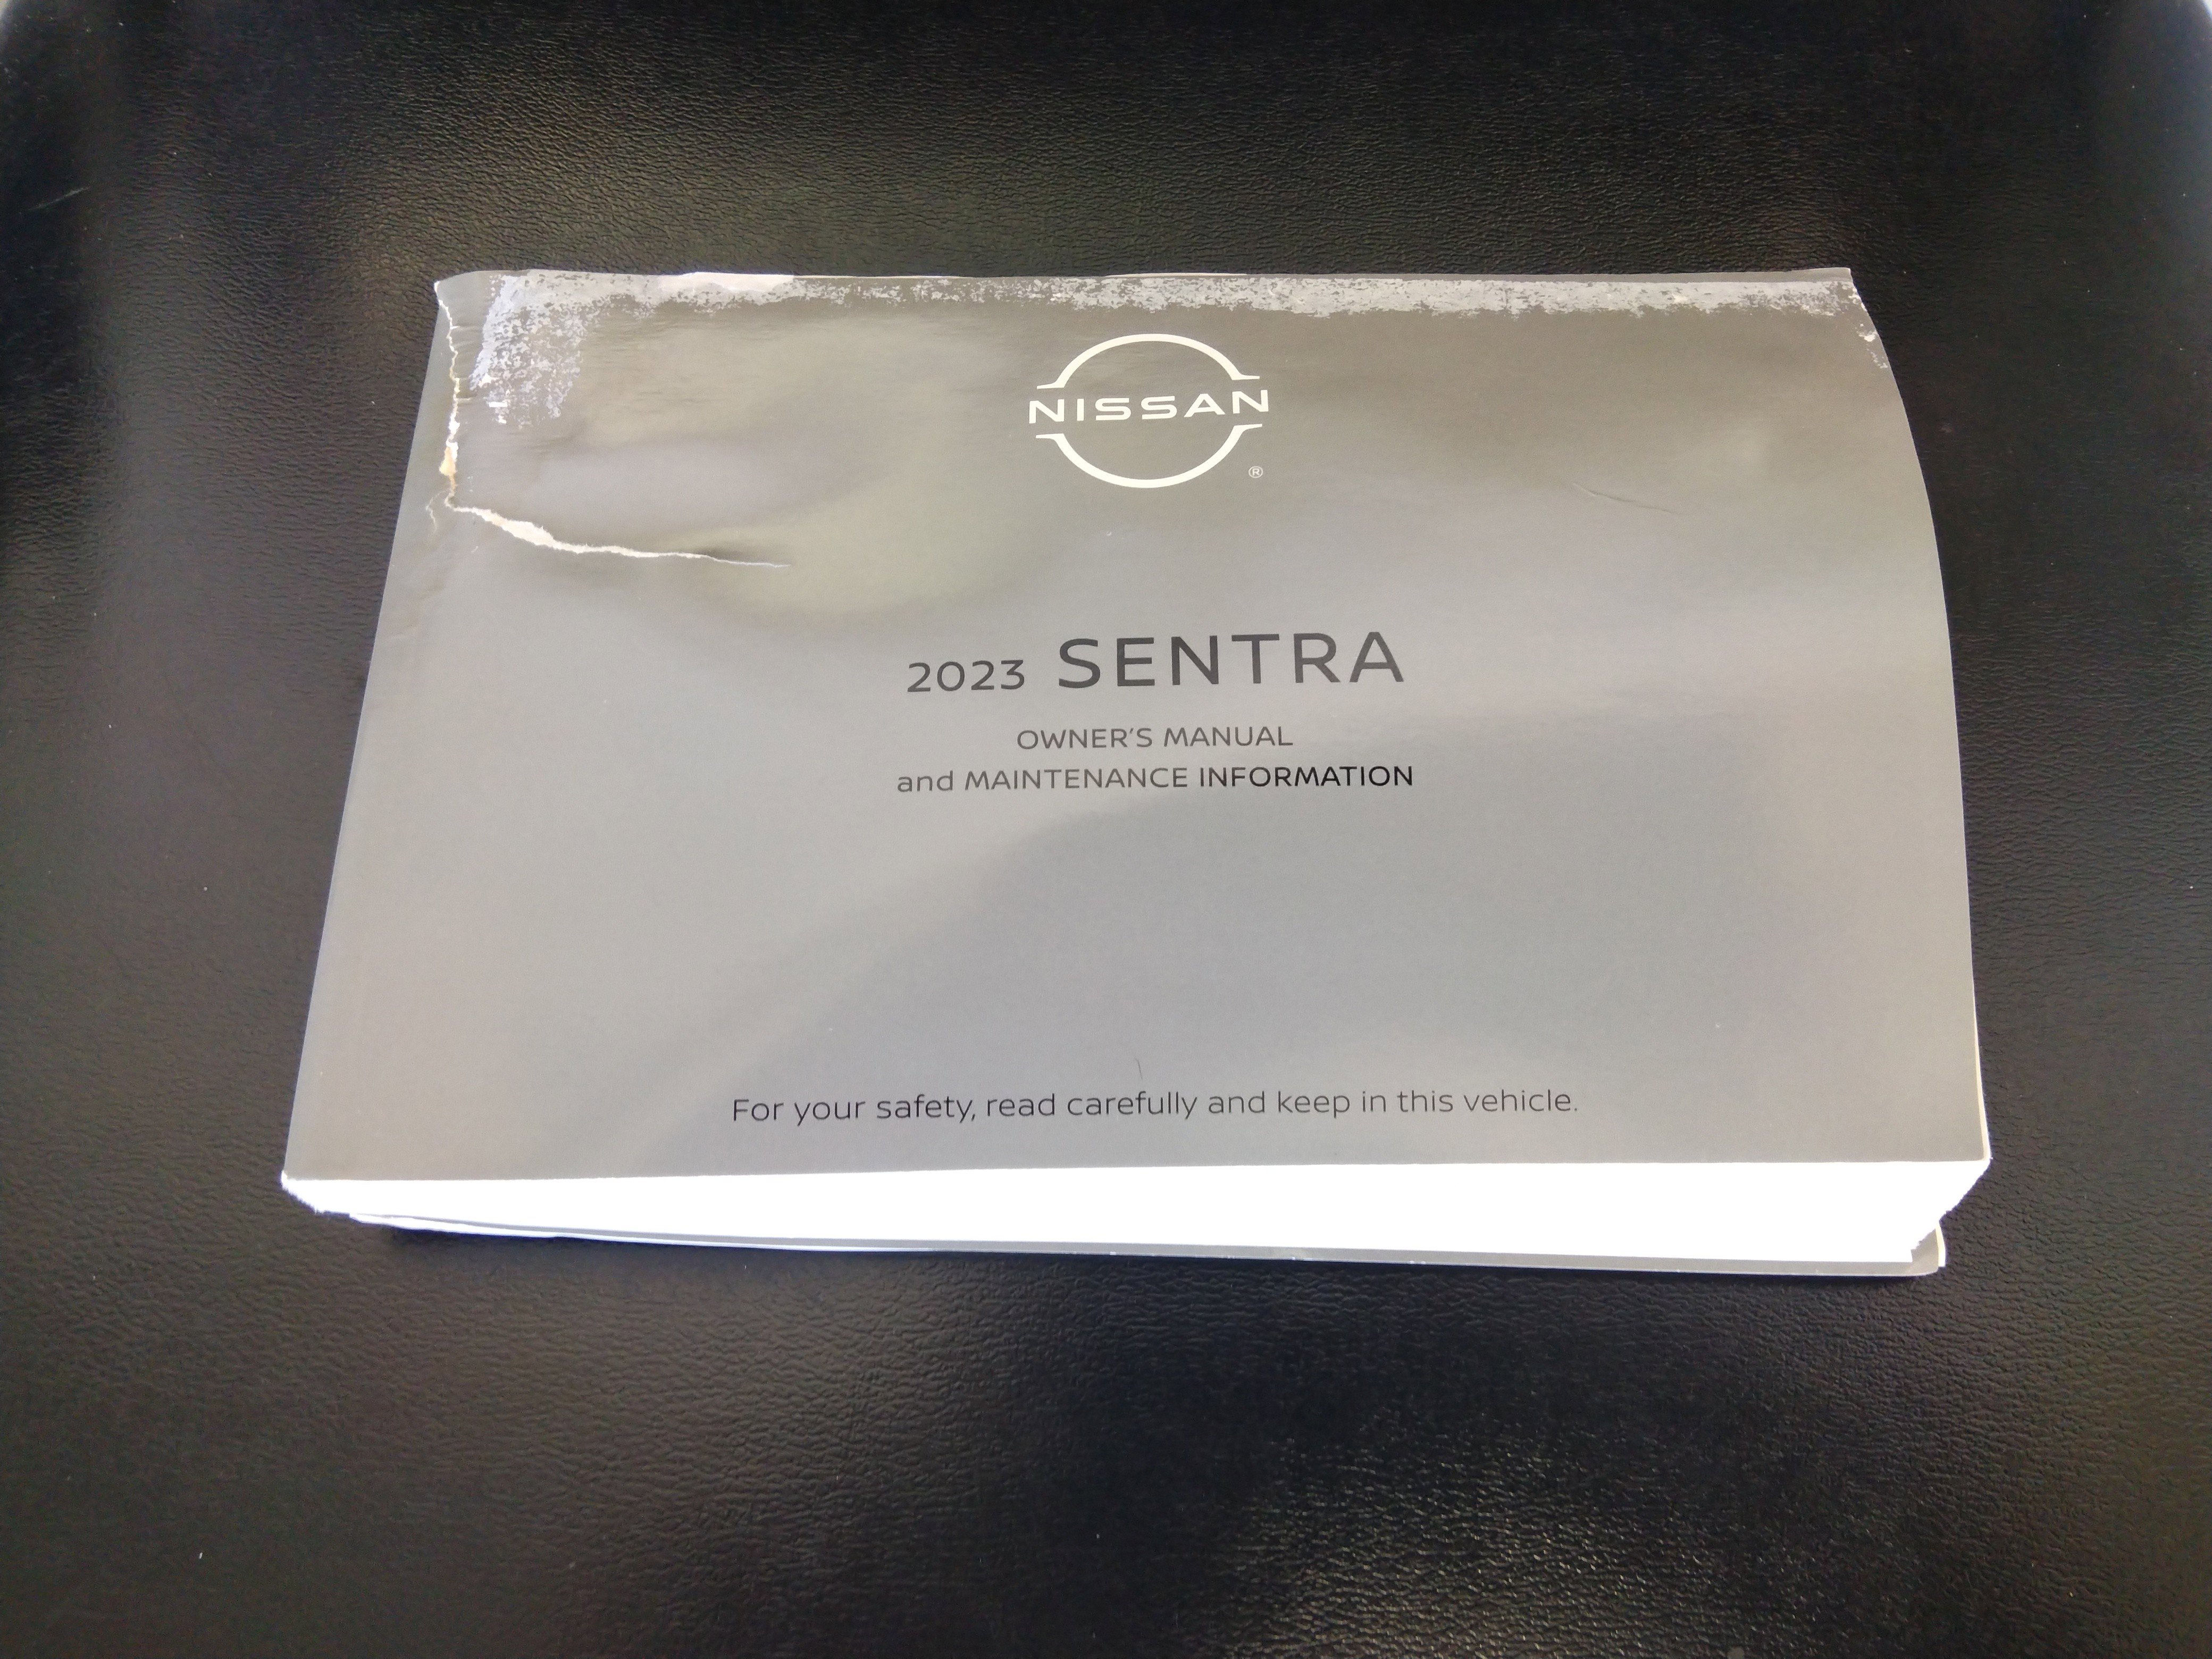 NISSAN
®
2023 SENTRA
OWNER'S MANUAL
and MAINTENANCE INFORMATION
For your safety, read carefully and keep in this vehicle.